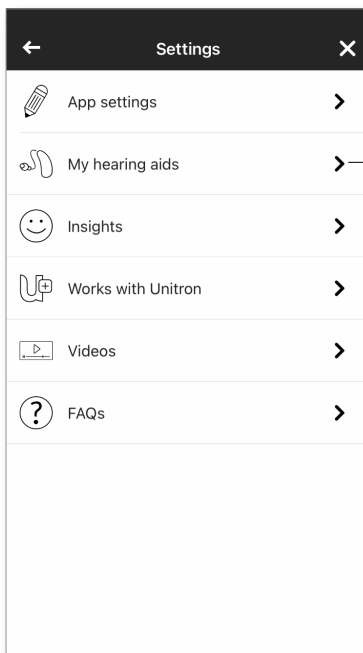 Settings
App settings
My hearing aids
Insights
Works with Unitron
Videos
FAQs